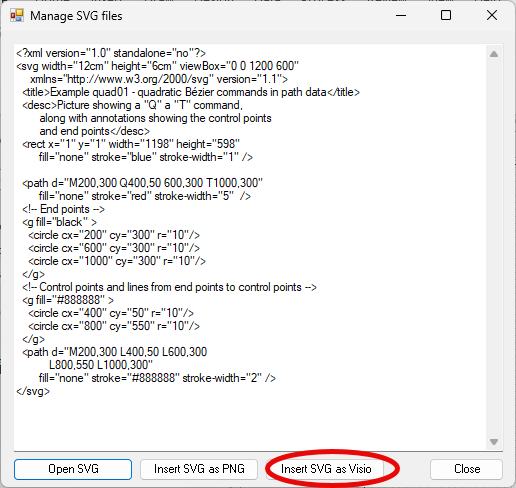 Manage SVG files
<?xml version="1.0" standalone="no"?>
<svg width="12cm" height="6cm" viewBox="0 0 1200 600"
xmlns="http://www.w3.org/2000/svg" version="1.1">
<title>Example quad01 - quadratic Bézier commands in path data</title>
<desc>Picture showing a "Q" a "T" command,
along with annotations showing the control points
and end points</desc>
<rect x="1" y="1" width="1198" height="598"
fill="none" stroke="blue" stroke-width="1" />
<path d="M200,300 Q400,50 600,300 T1000,300"
fill="none" stroke="red" stroke-width="5"  />
<!-- End points -->
<g fill="black" >
<circle cx="200" cy="300" r="10"/>
<circle cx="600" cy="300" r="10"/>
<circle cx="1000" cy="300" r="10"/>
</g>
<!-- Control points and lines from end points to control points -->
<g fill="#888888" >
<circle cx="400" cy="50" r="10"/>
<circle cx="800" cy="550" r="10"/>
</g>
<path d="M200,300 L400,50 L600,300
L800,550 L1000,300"
fill="none" stroke="#888888" stroke-width="2" />
</svg>
Open SVG Insert SVG as PNG Insert SVG as Visio Close